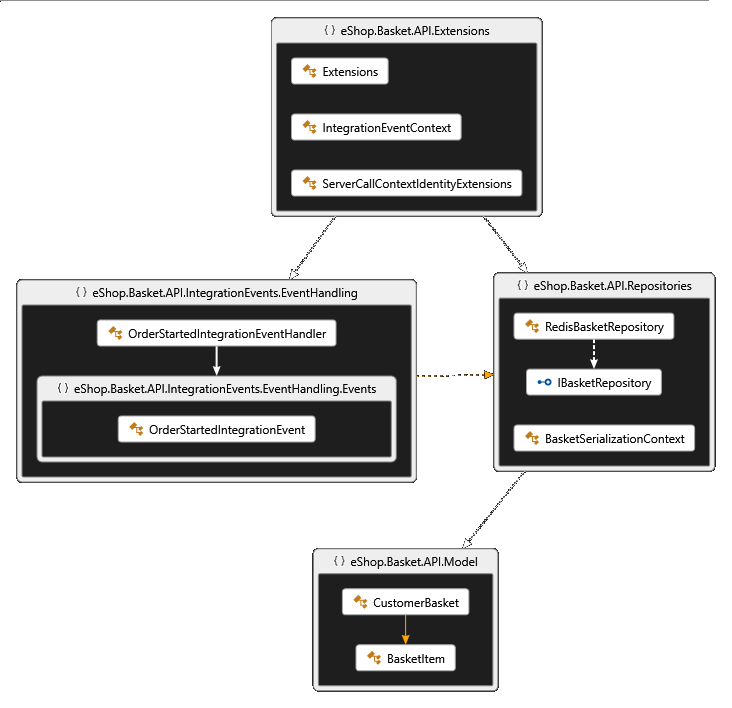 { } eShop.Basket.API.Extensions
Extensions
IntegrationEventContext
ServerCallContextIdentityExtensions
{ } eShop.Basket.API.IntegrationEvents.EventHandling
OrderStartedIntegrationEventHandler
{ } eShop.Basket.API.IntegrationEvents.EventHandling.Events
OrderStartedIntegrationEvent
{ } eShop.Basket.API.Repositories
RedisBasketRepository
IBasketRepository
BasketSerializationContext
{ } eShop.Basket.API.Model
CustomerBasket
BasketItem